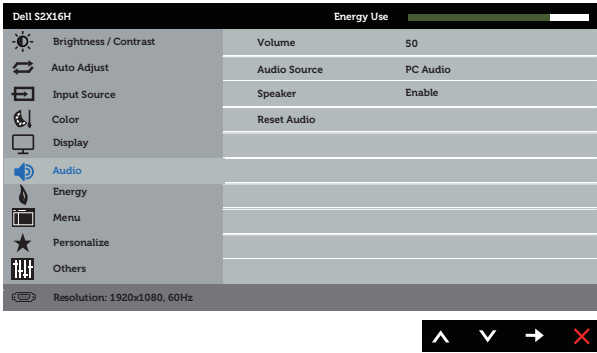 Dell S2X16H Energy Use
Brightness / Contrast Volume 50
Auto Adjust Audio Source PC Audio
Input Source Speaker Enable
Color Reset Audio
Display
Audio
Energy
Menu
Personalize
Others
Resolution: 1920x1080, 60Hz